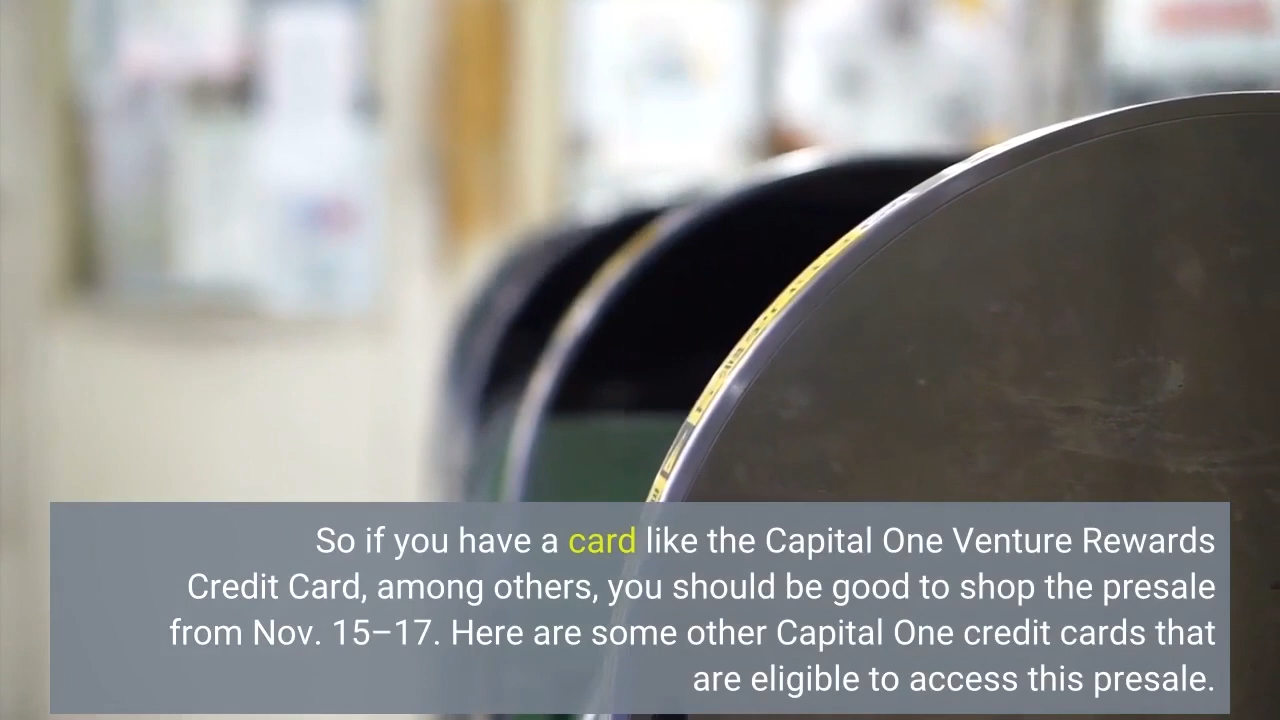 So if you have a card like the Capital One Venture Rewards
Credit Card, among others, you should be good to shop the presale
from Nov. 15–17. Here are some other Capital One credit cards that
are eligible to access this presale.